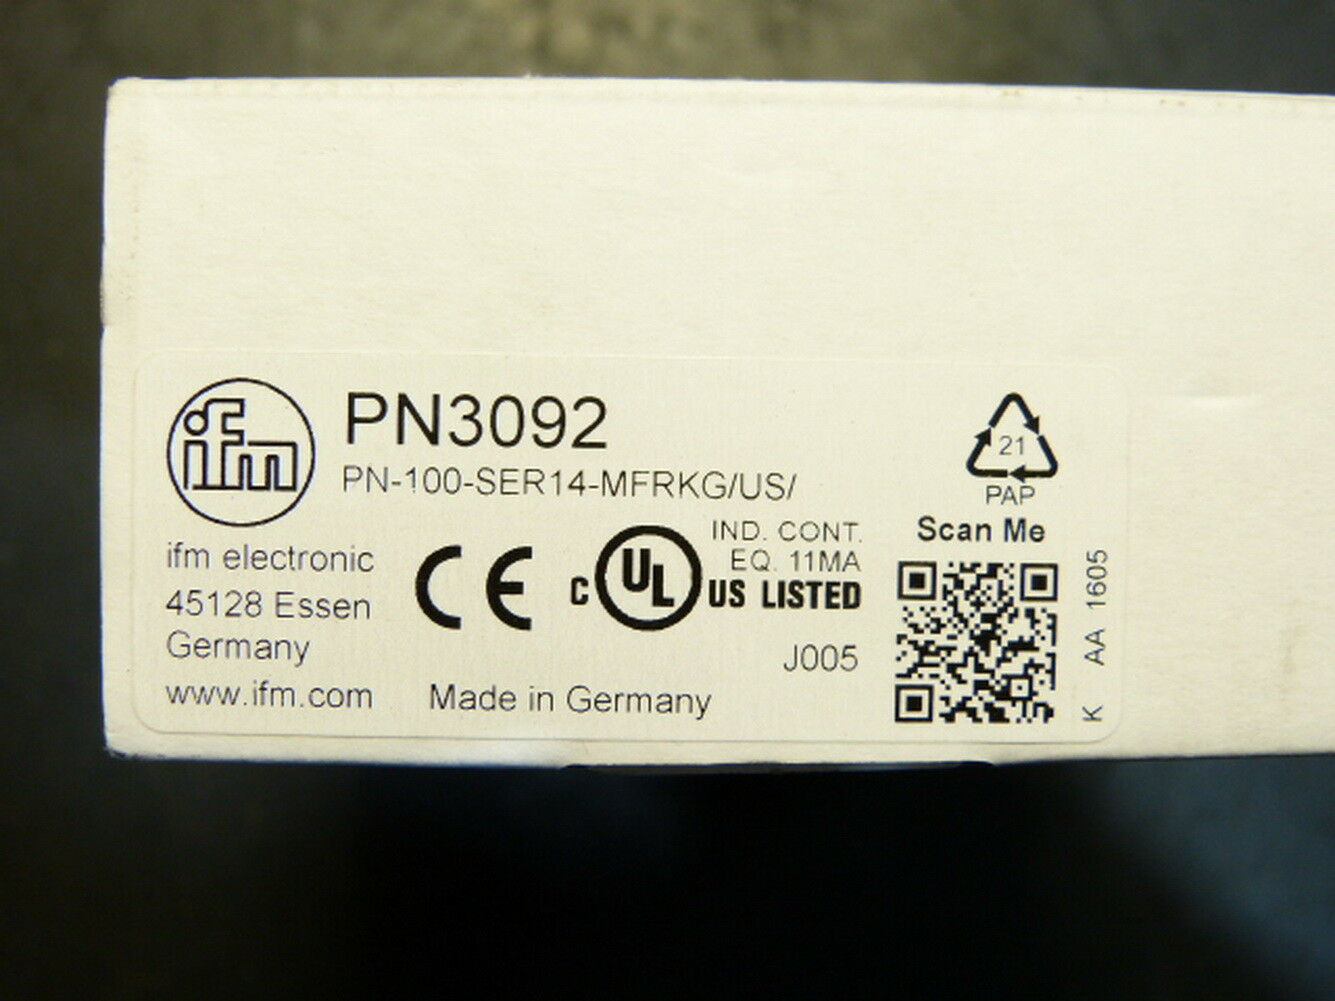 ifm
PN3092
PN-100-SER14-MFRKG/US/
ifm electronic
45128 Essen
Germany
www.ifm.com
CE
Made in Germany
IND. CONT.
EQ. 11MA
C UL US LISTED
J005
21
PAP
Scan Me
K AA 1605